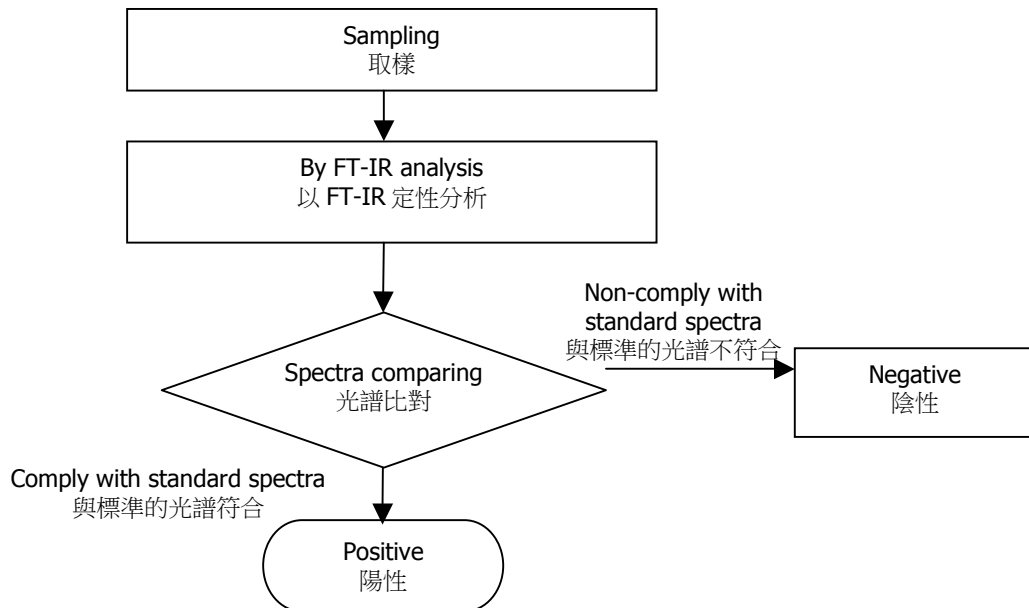 Sampling
取樣
By FT-IR analysis
以 FT-IR 定性分析
Non-comply with
standard spectra
與標準的光譜不符合
Spectra comparing
光譜比對
Negative
陰性
Comply with standard spectra
與標準的光譜符合
Positive
陽性